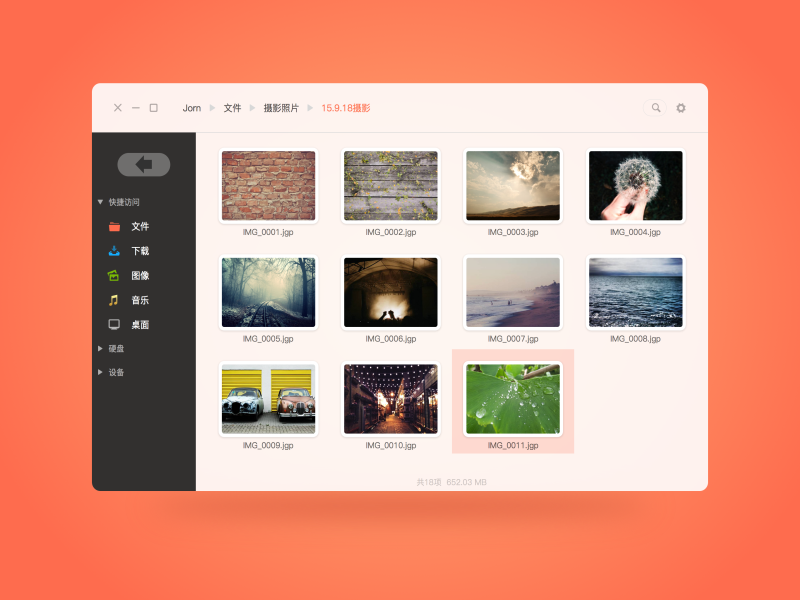 Jorn 文件 摄影照片 15.9.18摄影
快捷访问
文件
下载
图像
音乐
桌面
硬盘
设备
IMG_0001.jgp IMG_0002.jgp IMG_0003.jgp IMG_0004.jgp
IMG_0005.jgp IMG_0006.jgp IMG_0007.jgp IMG_0008.jgp
IMG_0009.jgp IMG_0010.jgp IMG_0011.jgp
共18项 652.03 MB